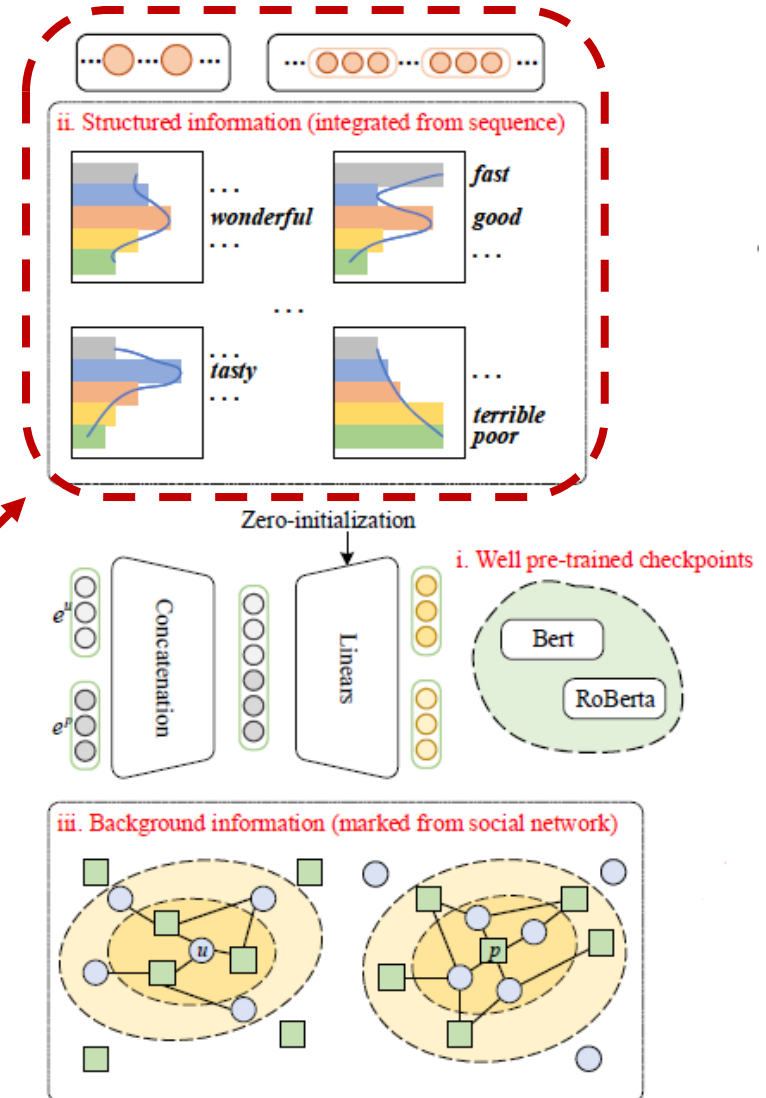 ... ... ...
... ... ...
ii. Structured information (integrated from sequence)
...
wonderful
...
fast
good
...
...
...
tasty
...
...
terrible
poor
Zero-initialization
i. Well pre-trained checkpoints
e^u
Concatenation
Linears
Bert
RoBerta
e^p
iii. Background information (marked from social network)
u
p